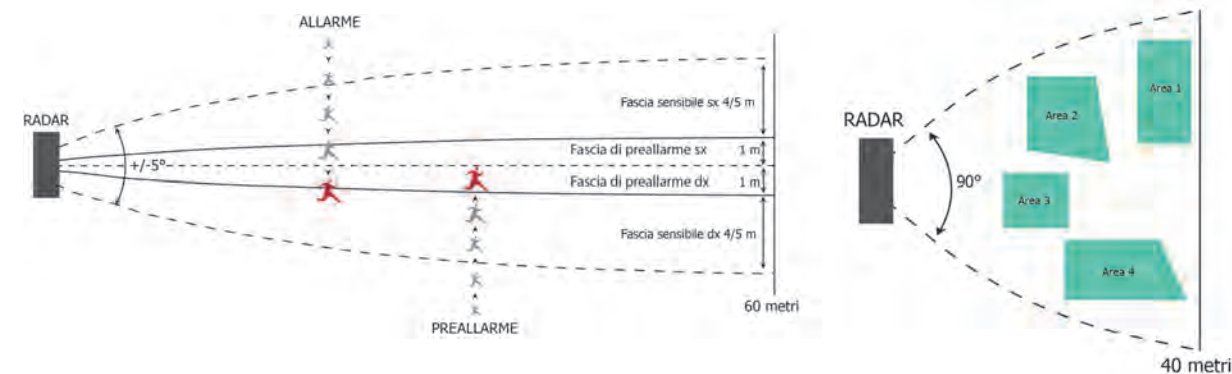 ALLARME
RADAR
+/-5°
Fascia sensibile sx 4/5 m
Fascia di preallarme sx 1 m
Fascia di preallarme dx 1 m
Fascia sensibile dx 4/5 m
60 metri
PREALLARME
RADAR
90°
Area 1
Area 2
Area 3
Area 4
40 metri